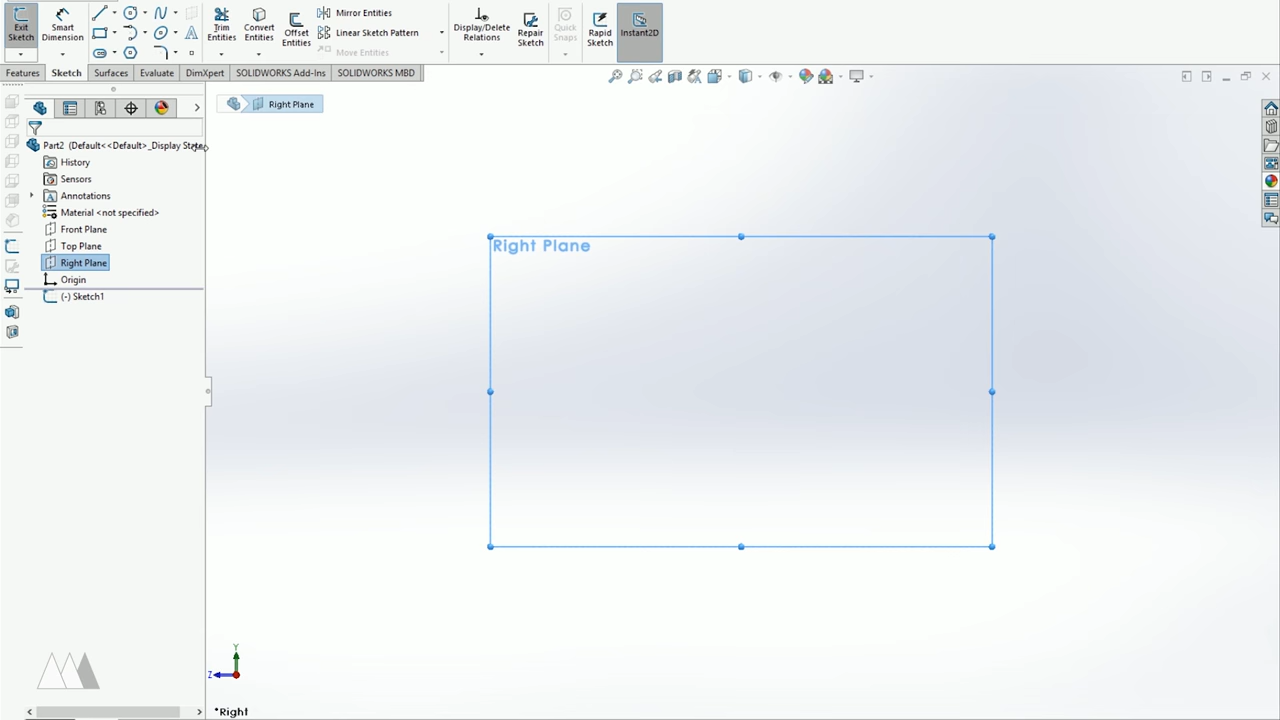 Exit Sketch
Smart Dimension
Trim Entities
Convert Entities
Offset Entities
Mirror Entities
Linear Sketch Pattern
Move Entities
Display/Delete Relations
Repair Sketch
Quick Snaps
Rapid Sketch
Instant2D
Features
Sketch
Surfaces
Evaluate
DimXpert
SOLIDWORKS Add-Ins
SOLIDWORKS MBD
Right Plane
Part2 (Default<<Default>_Display State
History
Sensors
Annotations
Material <not specified>
Front Plane
Top Plane
Right Plane
Origin
(-) Sketch1
Right Plane
Y
Z
*Right